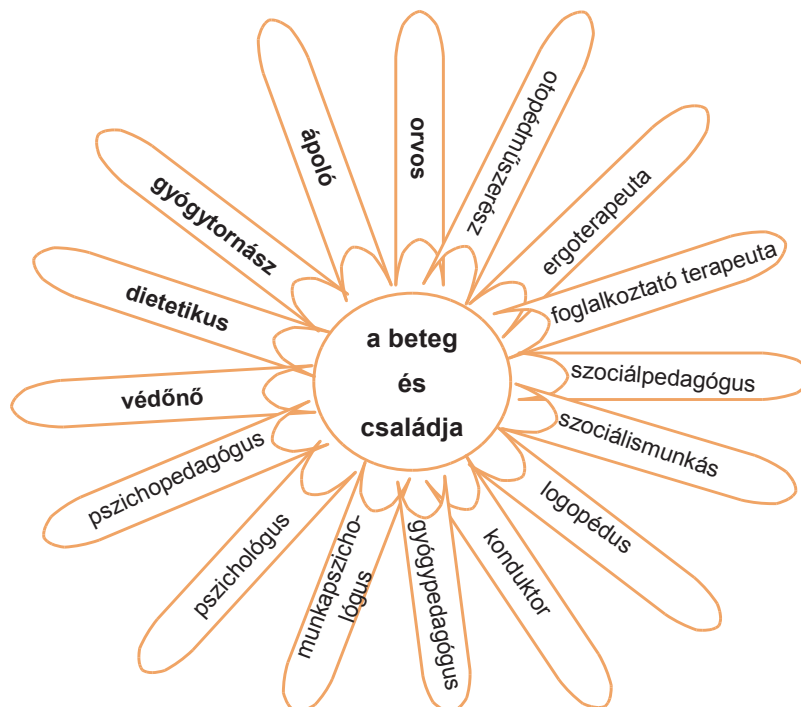 a beteg
és
családja
orvos
otopédműszerész
ergoterapeuta
foglalkoztató terapeuta
szociálpedagógus
szociálismunkás
logopédus
konduktor
gyógypedagógus
munkapszicho-
lógus
pszichológus
pszichopedagógus
védőnő
dietetikus
gyógytornász
ápoló